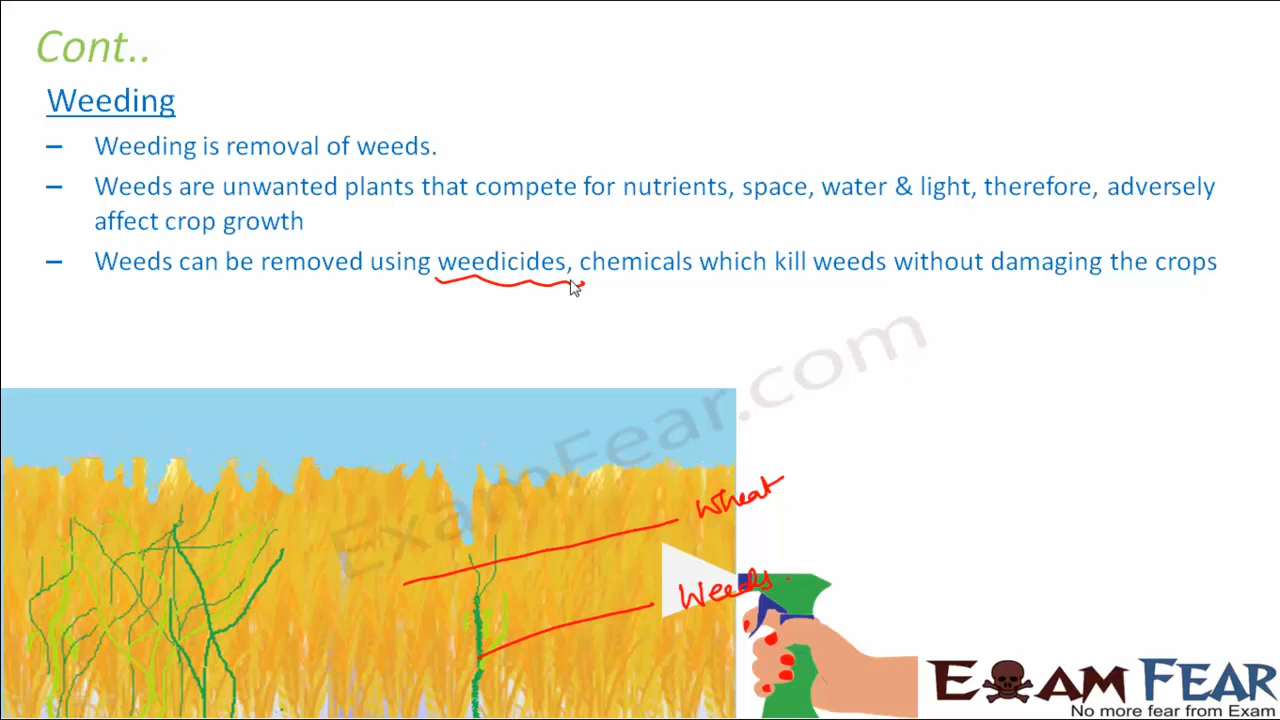 Cont..
Weeding
– Weeding is removal of weeds.
– Weeds are unwanted plants that compete for nutrients, space, water & light, therefore, adversely
affect crop growth
– Weeds can be removed using weedicides, chemicals which kill weeds without damaging the crops
ExamFear.com
Wheat
Weeds
EXAM FEAR
No more fear from Exam